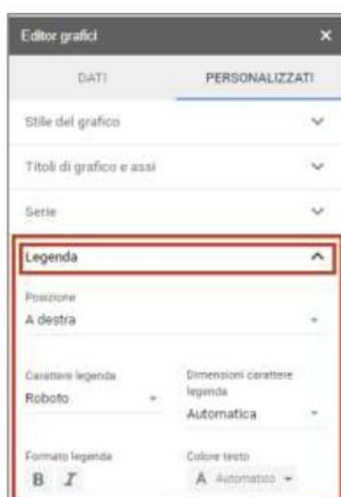 Editor grafici ×
DATI PERSONALIZZATI
Stile del grafico
Titoli di grafico e assi
Serie
Legenda
Posizione
A destra
Carattere legenda
Roboto
Dimensioni carattere
legenda
Automatica
Formato legenda
B I
Colore testo
A Automatico